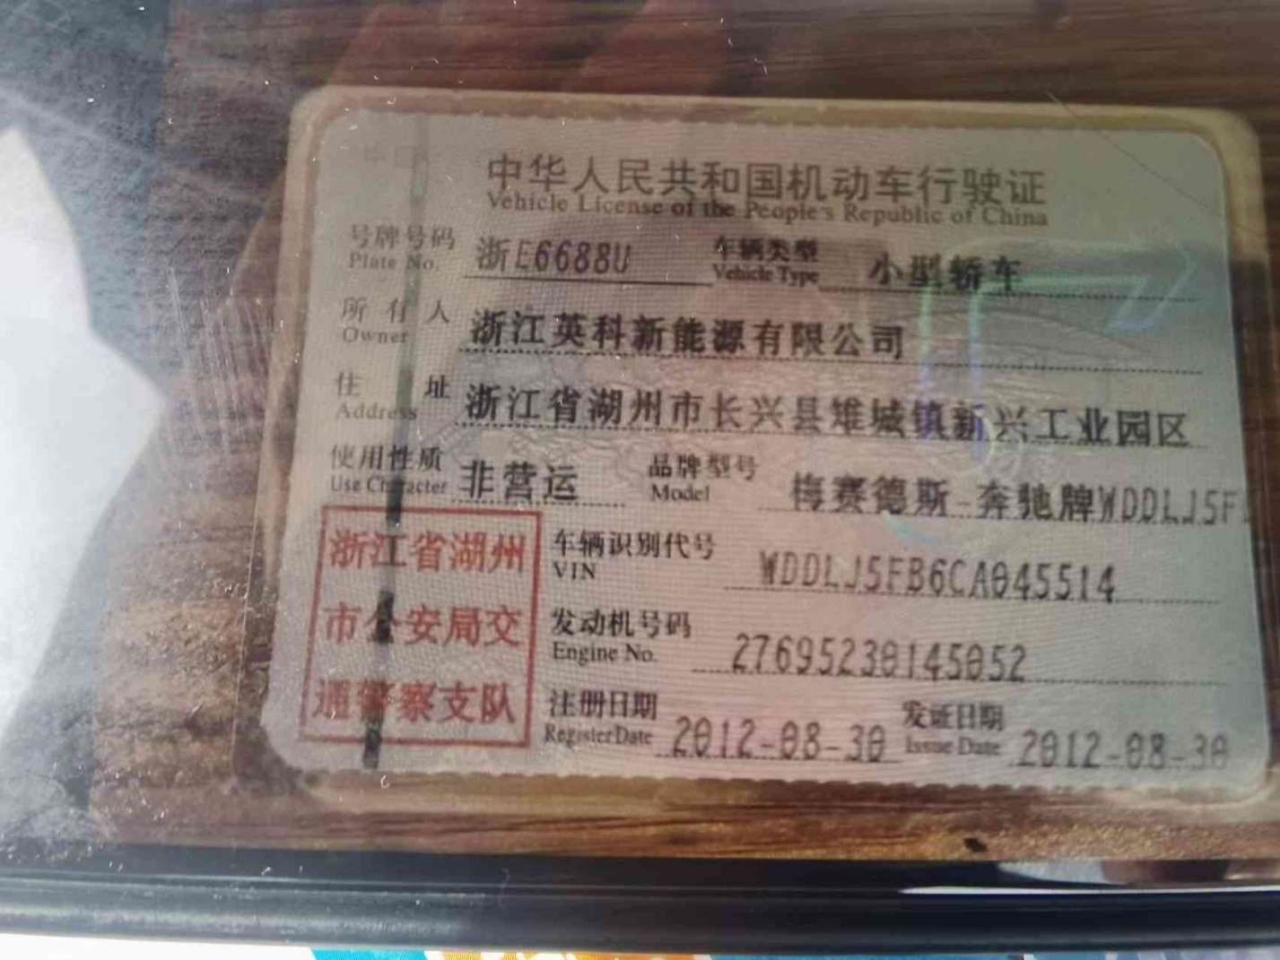 中华人民共和国机动车行驶证
Vehicle License of the People's Republic of China
号牌号码 浙E6688U 车辆类型 小型轿车
Plate No. Vehicle Type
所有人 浙江英科新能源有限公司
Owner
住址 浙江省湖州市长兴县雉城镇新兴工业园区
Address
使用性质 非营运 品牌型号 梅赛德斯-奔驰牌WDDLJ5F
Use Character Model
浙江省湖州
市公安局交
通警察支队
车辆识别代号 WDDLJ5FB6CA045514
VIN
发动机号码 27695230145052
Engine No.
注册日期 2012-08-30 发证日期 2012-08-30
Register Date Issue Date